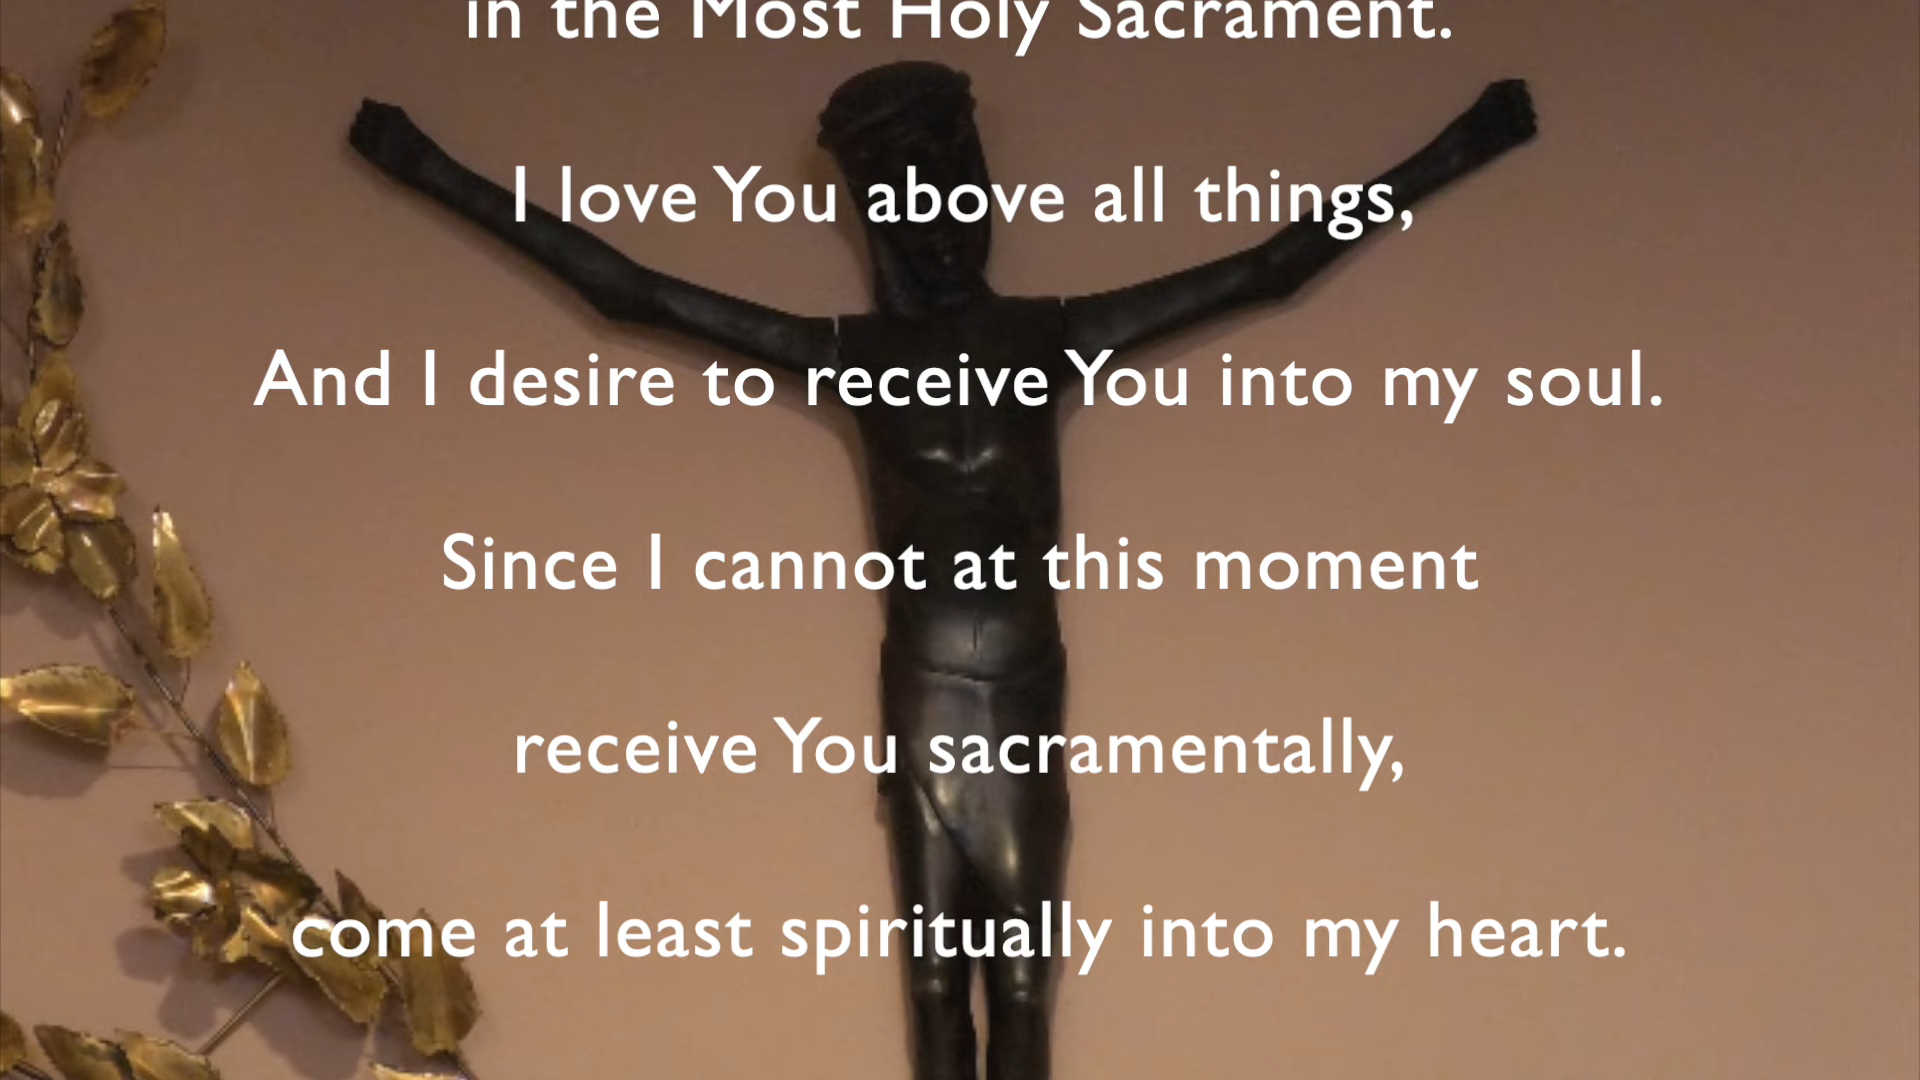 in the Most Holy Sacrament.
I love You above all things,
And I desire to receive You into my soul.
Since I cannot at this moment
receive You sacramentally,
come at least spiritually into my heart.